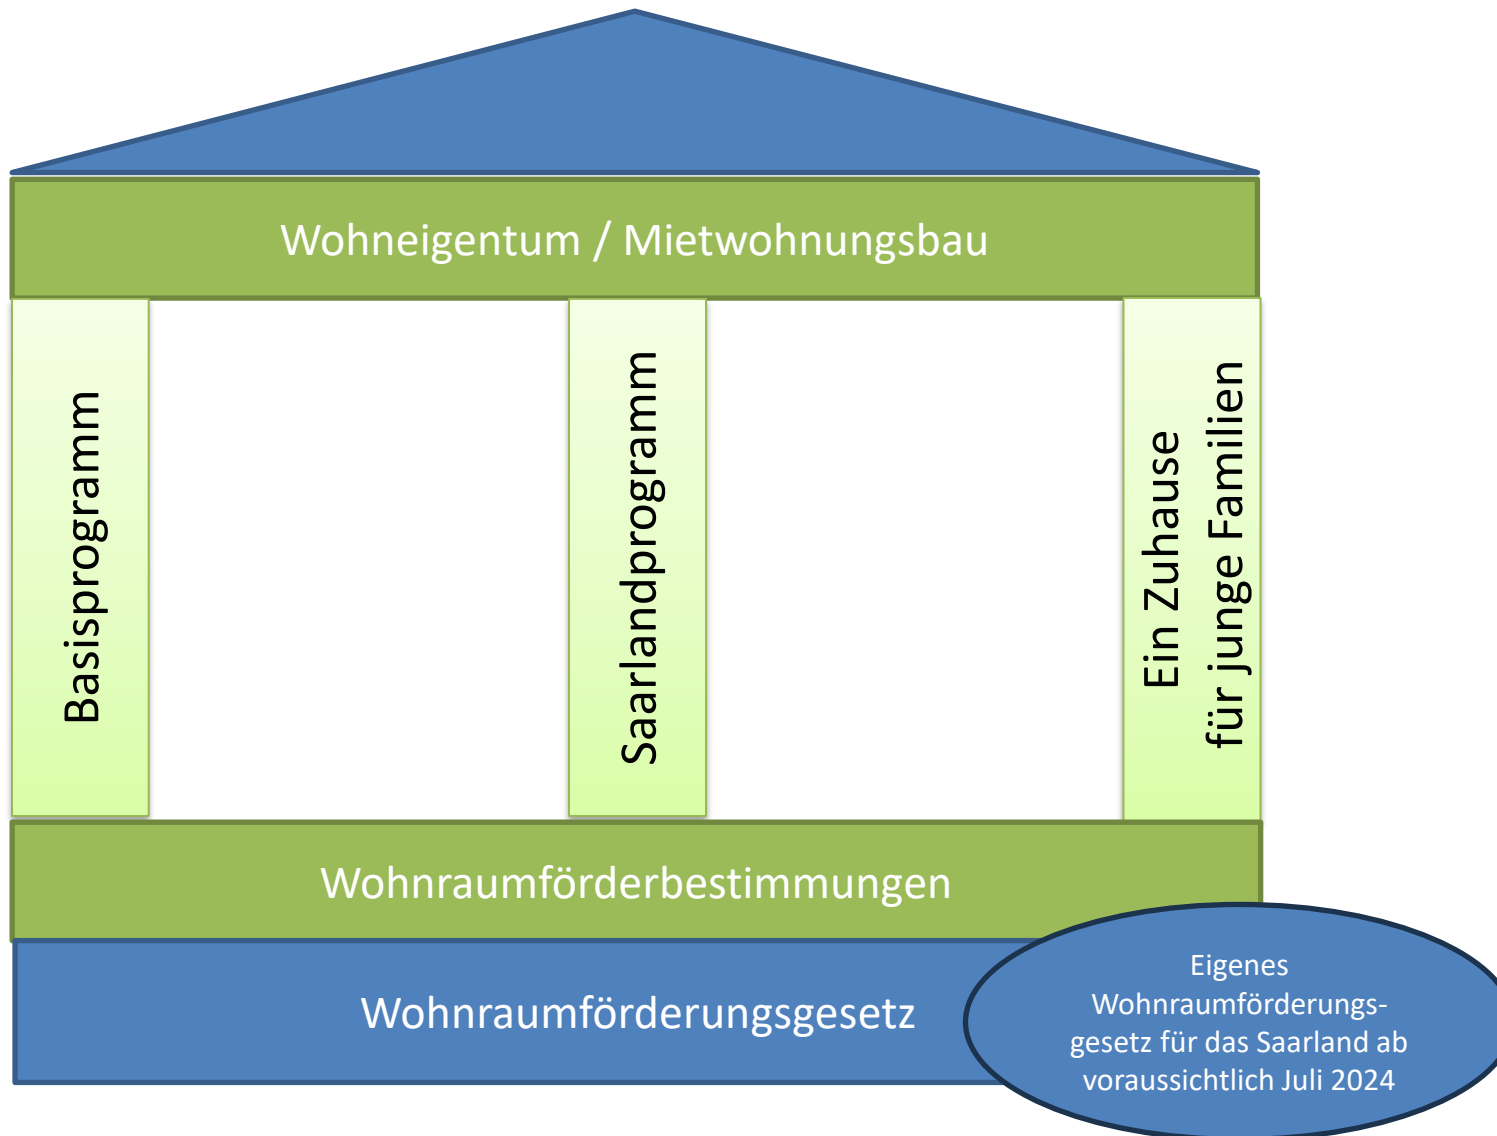 Wohneigentum / Mietwohnungsbau
Basisprogramm
Saarlandprogramm
Ein Zuhause
für junge Familien
Wohnraumförderbestimmungen
Wohnraumförderungsgesetz
Eigenes
Wohnraumförderungs-
gesetz für das Saarland ab
voraussichtlich Juli 2024